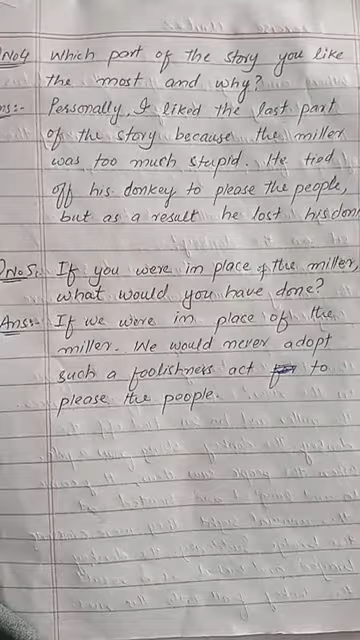 No4 Which part of the story you like
the most and why?
ns:- Personally, I liked the last part
of the story because the miller
was too much stupid. He tied
off his donkey to please the people,
but as a result he lost his don
QNo5. If you were in place of the miller,
what would you have done?
Ans:- If we were in place of the
miller. We would never adopt
such a foolishness act to
please the people.